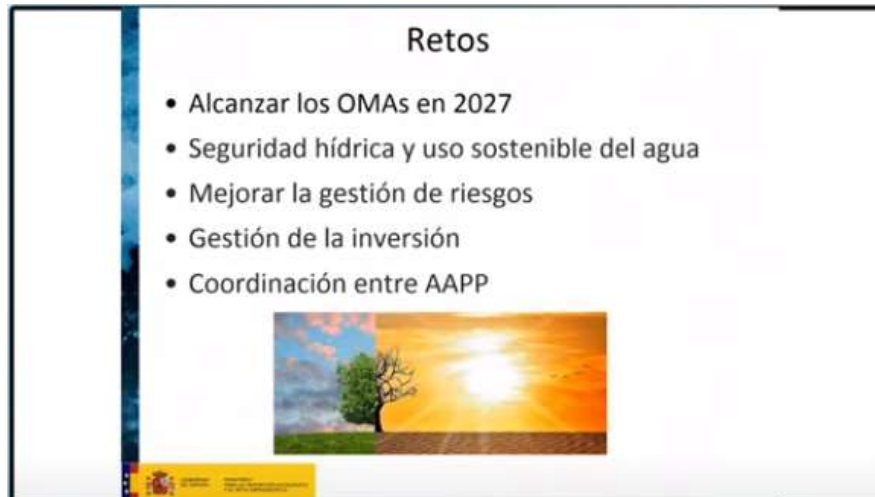 Retos
• Alcanzar los OMAs en 2027
• Seguridad hídrica y uso sostenible del agua
• Mejorar la gestión de riesgos
• Gestión de la inversión
• Coordinación entre AAPP